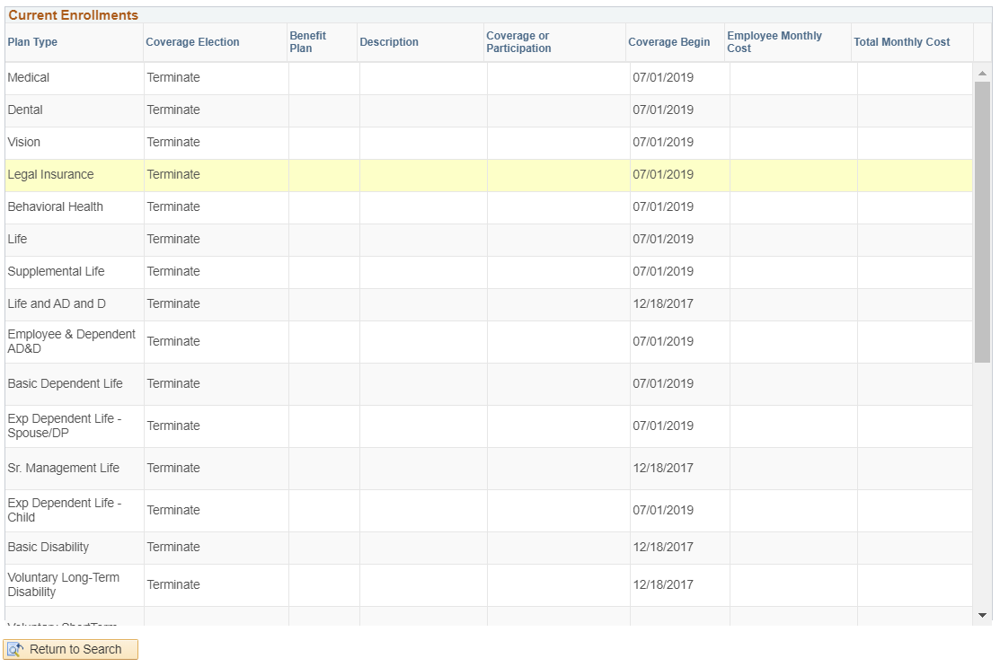 Current Enrollments
Plan Type Coverage Election Benefit Plan Description Coverage or Participation Coverage Begin Employee Monthly Cost Total Monthly Cost
Medical Terminate 07/01/2019
Dental Terminate 07/01/2019
Vision Terminate 07/01/2019
Legal Insurance Terminate 07/01/2019
Behavioral Health Terminate 07/01/2019
Life Terminate 07/01/2019
Supplemental Life Terminate 07/01/2019
Life and AD and D Terminate 12/18/2017
Employee & Dependent AD&D Terminate 07/01/2019
Basic Dependent Life Terminate 07/01/2019
Exp Dependent Life - Spouse/DP Terminate 07/01/2019
Sr. Management Life Terminate 12/18/2017
Exp Dependent Life - Child Terminate 07/01/2019
Basic Disability Terminate 12/18/2017
Voluntary Long-Term Disability Terminate 12/18/2017
Return to Search